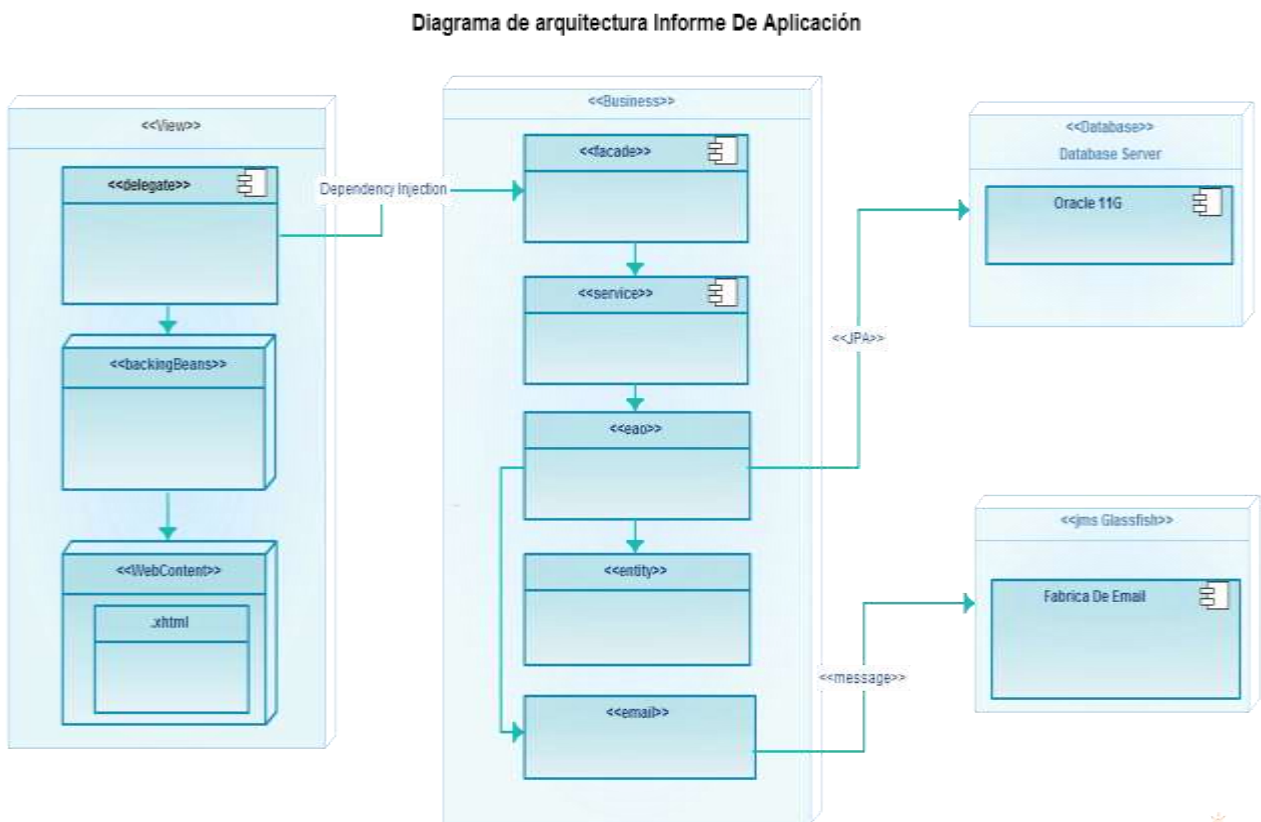 Diagrama de arquitectura Informe De Aplicación
<<View>>
<<delegate>>
<<backingBeans>>
<<WebContent>>
.xhtml
Dependency Injection
<<Business>>
<<facade>>
<<service>>
<<eao>>
<<entity>>
<<email>>
<<JPA>>
<<message>>
<<Database>>
Database Server
Oracle 11G
<<jms Glassfish>>
Fabrica De Email